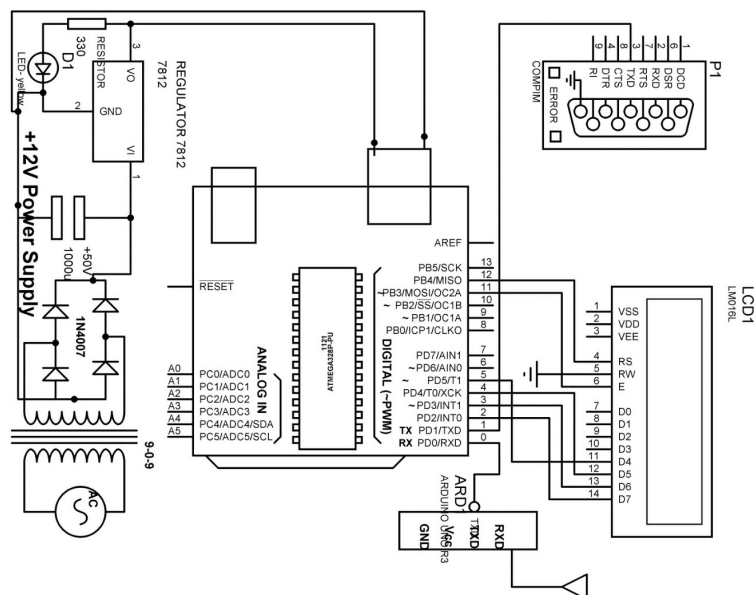 330
RESISTOR
D1
LED- yellow
3
VO
GND
2
VI
1
REGULATOR 7812
7812
+12V Power Supply
+50V
1000u
1N4007
9-0-9
AC
RESET
A0
A1
A2
A3
A4
A5
PC0/ADC0
PC1/ADC1
PC2/ADC2
PC3/ADC3
PC4/ADC4/SDA
PC5/ADC5/SCL
ANALOG IN
ATMEGA328P-PU
1121
DIGITAL (~PWM)
AREF
PB5/SCK 13
PB4/MISO 12
~PB3/MOSI/OC2A 11
~ PB2/SS/OC1B 10
~ PB1/OC1A 9
PB0/ICP1/CLKO 8
PD7/AIN1 7
~ PD6/AIN0 6
~ PD5/T1 5
PD4/T0/XCK 4
~ PD3/INT1 3
PD2/INT0 2
TX PD1/TXD 1
RX PD0/RXD 0
ARD1
ARDUINO UNO R3
GND
Vcc
TXD
TXD
RXD
P1
COMPIM
ERROR
9 RI
4 DTR
8 CTS
3 TXD
7 RTS
2 RXD
6 DSR
1 DCD
LCD1
LM016L
1 VSS
2 VDD
3 VEE
4 RS
5 RW
6 E
7 D0
8 D1
9 D2
10 D3
11 D4
12 D5
13 D6
14 D7